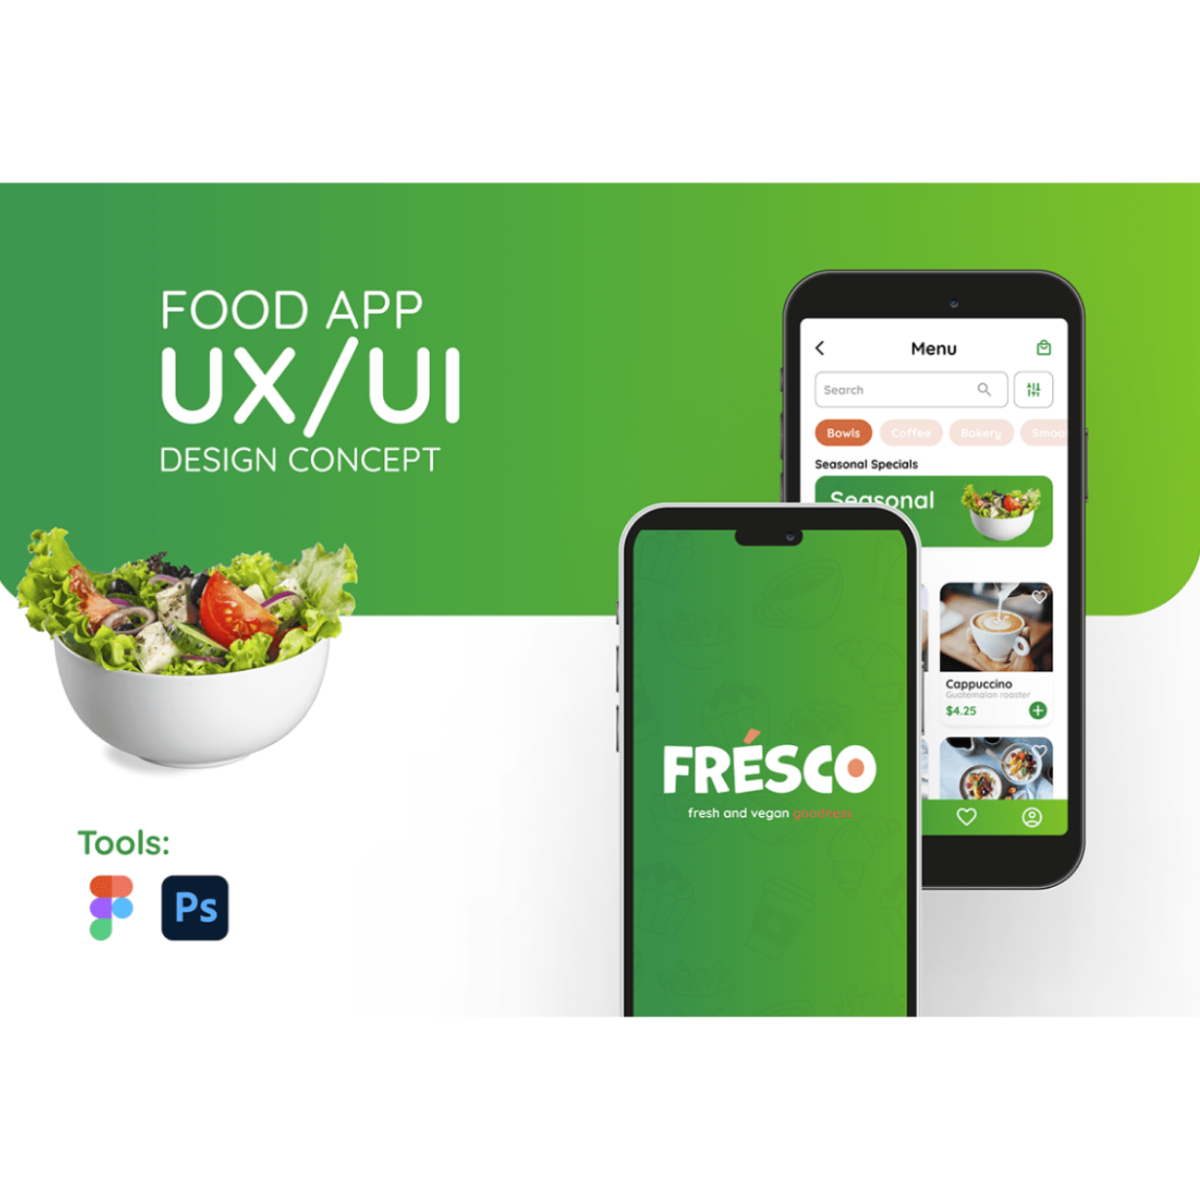 FOOD APP
UX/UI
DESIGN CONCEPT
Tools:
Ps
Menu
Search
Bowls Coffee Bakery Smoo
Seasonal Specials
Seasonal
Cappuccino
Guatemalan roaster
$4.25
FRÉSCO
fresh and vegan goodness